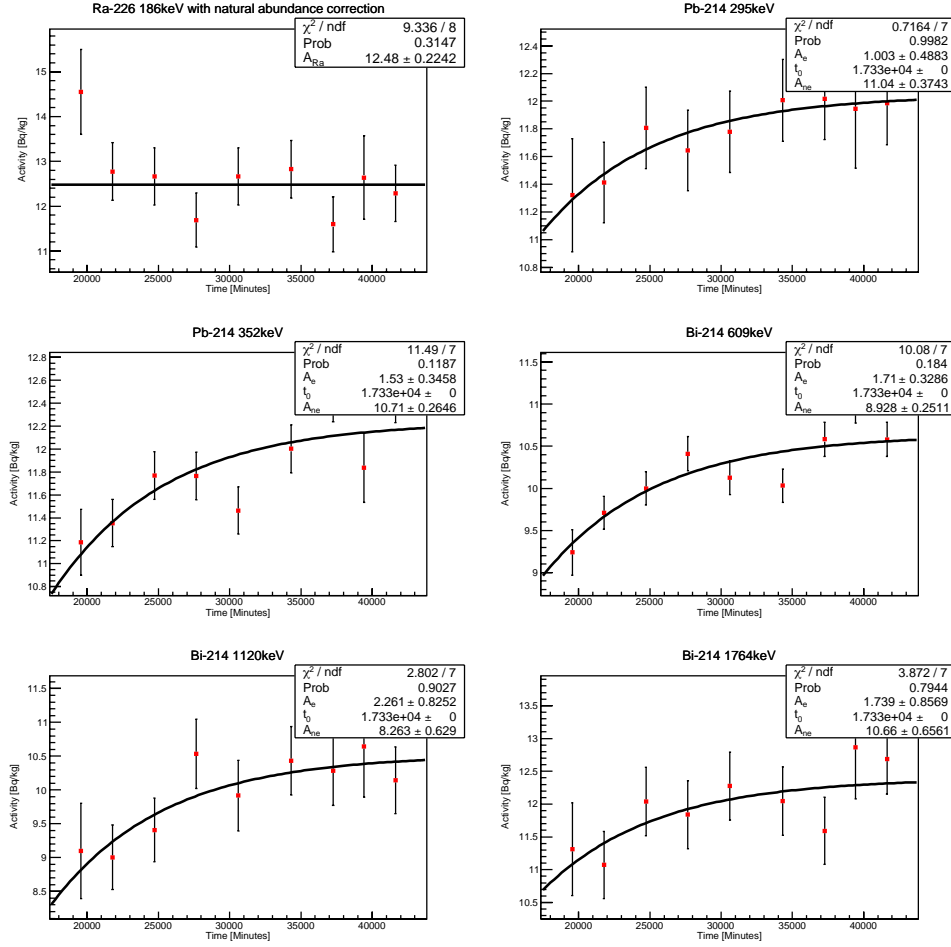 Ra-226 186keV with natural abundance correction
χ² / ndf 9.336 / 8
Prob 0.3147
A_Ra 12.48 ± 0.2242
Activity [Bq/kg]
15
14
13
12
11
20000 25000 30000 35000 40000
Time [Minutes]
Pb-214 295keV
χ² / ndf 0.7164 / 7
Prob 0.9982
A_e 1.003 ± 0.4883
t_0 1.733e+04 ± 0
A_ne 11.04 ± 0.3743
Activity [Bq/kg]
12.4
12.2
12
11.8
11.6
11.4
11.2
11
10.8
20000 25000 30000 35000 40000
Time [Minutes]
Pb-214 352keV
χ² / ndf 11.49 / 7
Prob 0.1187
A_e 1.53 ± 0.3458
t_0 1.733e+04 ± 0
A_ne 10.71 ± 0.2646
Activity [Bq/kg]
12.8
12.6
12.4
12.2
12
11.8
11.6
11.4
11.2
11
10.8
20000 25000 30000 35000 40000
Time [Minutes]
Bi-214 609keV
χ² / ndf 10.08 / 7
Prob 0.184
A_e 1.71 ± 0.3286
t_0 1.733e+04 ± 0
A_ne 8.928 ± 0.2511
Activity [Bq/kg]
11.5
11
10.5
10
9.5
9
20000 25000 30000 35000 40000
Time [Minutes]
Bi-214 1120keV
χ² / ndf 2.802 / 7
Prob 0.9027
A_e 2.261 ± 0.8252
t_0 1.733e+04 ± 0
A_ne 8.263 ± 0.629
Activity [Bq/kg]
11.5
11
10.5
10
9.5
9
8.5
20000 25000 30000 35000 40000
Time [Minutes]
Bi-214 1764keV
χ² / ndf 3.872 / 7
Prob 0.7944
A_e 1.739 ± 0.8569
t_0 1.733e+04 ± 0
A_ne 10.66 ± 0.6561
Activity [Bq/kg]
13.5
13
12.5
12
11.5
11
10.5
20000 25000 30000 35000 40000
Time [Minutes]